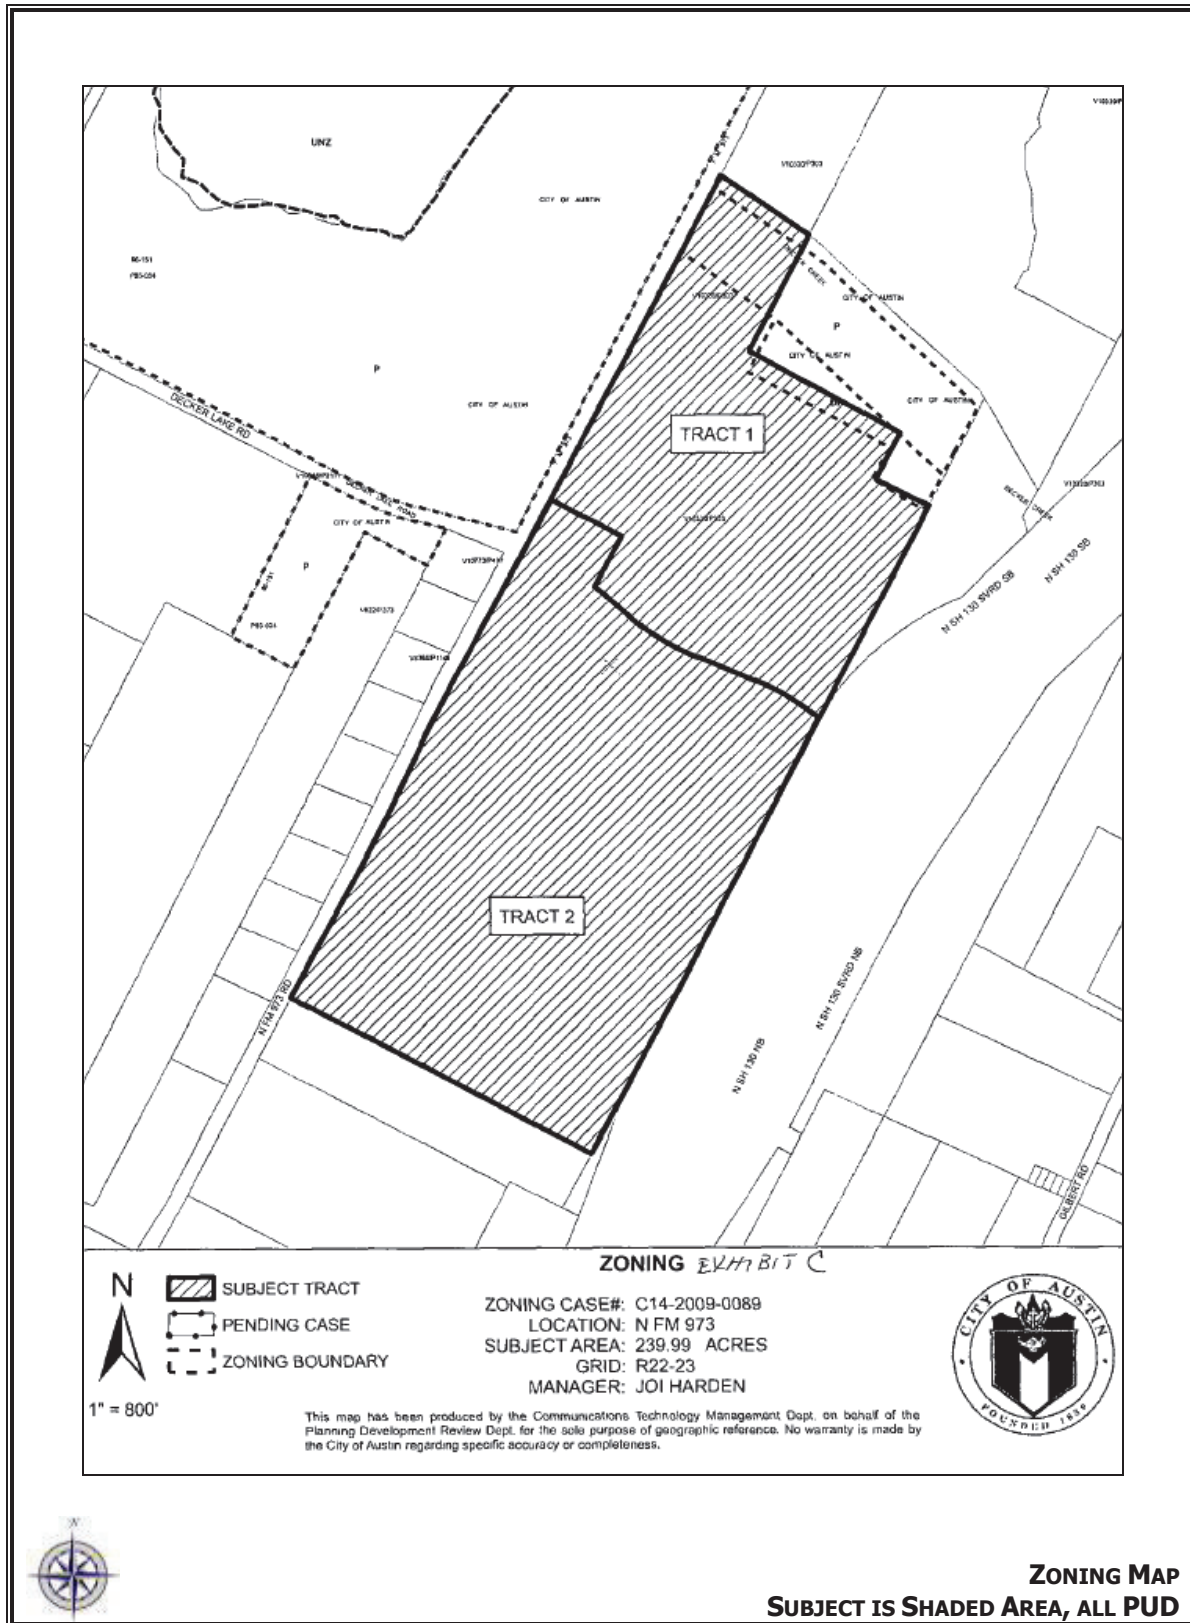 UNZ
CITY OF AUSTIN
P
CITY OF AUSTIN
DECKER LAKE RD
CITY OF AUSTIN
P
CITY OF AUSTIN
CITY OF AUSTIN
TRACT 1
CITY OF AUSTIN
P
N SH 130 SVRD SB
N SH 130 SB
TRACT 2
N FM 973 RD
N SH 130 SVRD NB
N SH 130 NB
GILBERT RD
ZONING EXHIBIT C
N
SUBJECT TRACT
PENDING CASE
ZONING BOUNDARY
1" = 800'
ZONING CASE#: C14-2009-0089
LOCATION: N FM 973
SUBJECT AREA: 239.99 ACRES
GRID: R22-23
MANAGER: JOI HARDEN
This map has been produced by the Communications Technology Management Dept. on behalf of the
Planning Development Review Dept. for the sole purpose of geographic reference. No warranty is made by
the City of Austin regarding specific accuracy or completeness.
CITY OF AUSTIN
FOUNDED 1839
N
ZONING MAP
SUBJECT IS SHADED AREA, ALL PUD